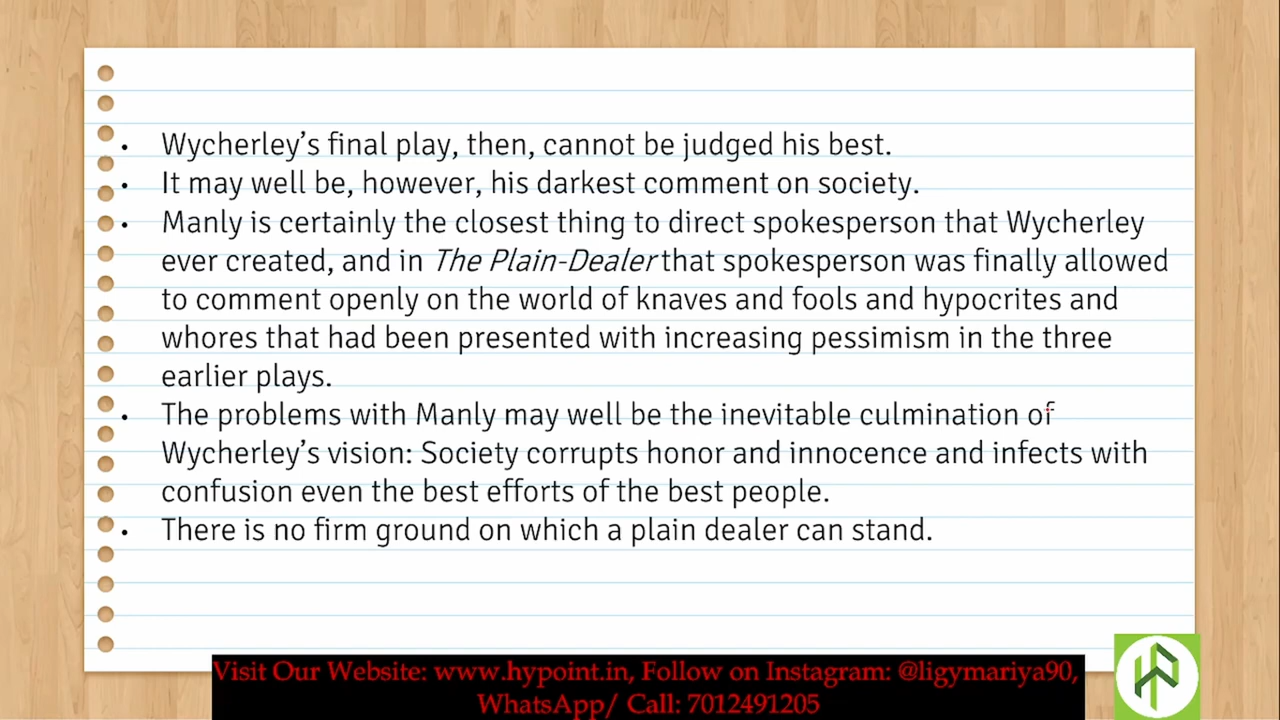 • Wycherley’s final play, then, cannot be judged his best.
• It may well be, however, his darkest comment on society.
• Manly is certainly the closest thing to direct spokesperson that Wycherley
ever created, and in The Plain-Dealer that spokesperson was finally allowed
to comment openly on the world of knaves and fools and hypocrites and
whores that had been presented with increasing pessimism in the three
earlier plays.
• The problems with Manly may well be the inevitable culmination of
Wycherley’s vision: Society corrupts honor and innocence and infects with
confusion even the best efforts of the best people.
• There is no firm ground on which a plain dealer can stand.
Visit Our Website: www.hypoint.in, Follow on Instagram: @ligymariya90,
WhatsApp/ Call: 7012491205